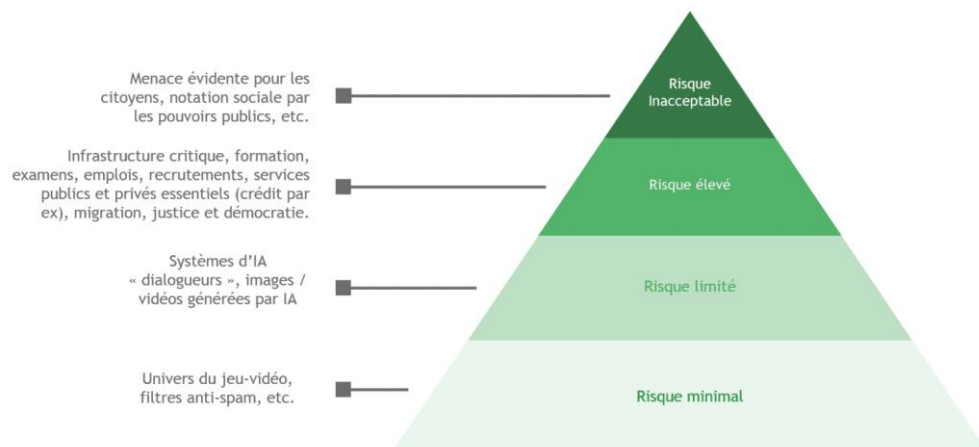 Menace évidente pour les
citoyens, notation sociale par
les pouvoirs publics, etc.
Risque
Inacceptable
Infrastructure critique, formation,
examens, emplois, recrutements, services
publics et privés essentiels (crédit par
ex), migration, justice et démocratie.
Risque élevé
Systèmes d’IA
« dialogueurs », images /
vidéos générées par IA
Risque limité
Univers du jeu-vidéo,
filtres anti-spam, etc.
Risque minimal